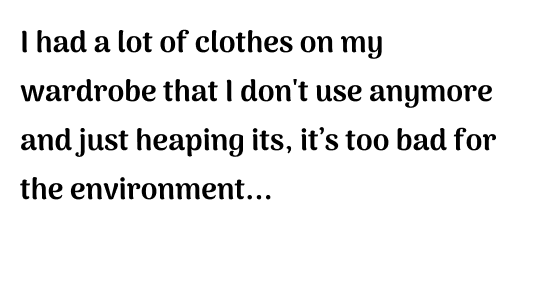 I had a lot of clothes on my
wardrobe that I don't use anymore
and just heaping its, it’s too bad for
the environment...